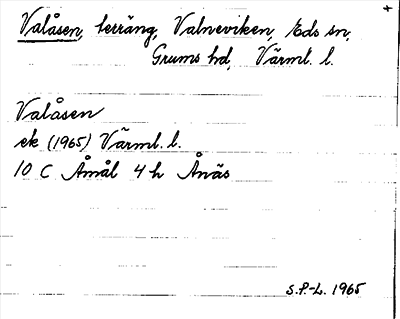 Valåsen, terräng, Valneviken, Eds sn,
Grums hd, Värml. l.
Valåsen
ek (1965) Värml. l.
10 C Åmål 4 h Ånäs
S.P.-L. 1965